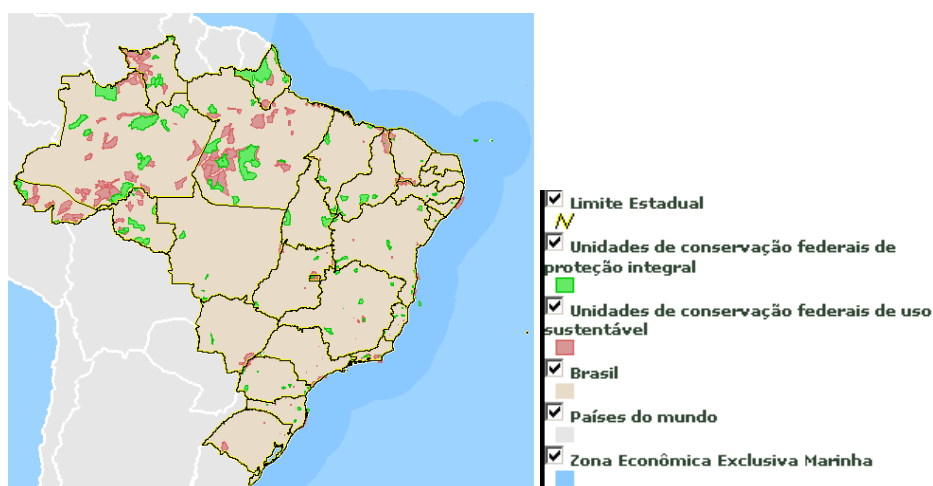 Limite Estadual
Unidades de conservação federais de
proteção integral
Unidades de conservação federais de uso
sustentável
Brasil
Países do mundo
Zona Econômica Exclusiva Marinha